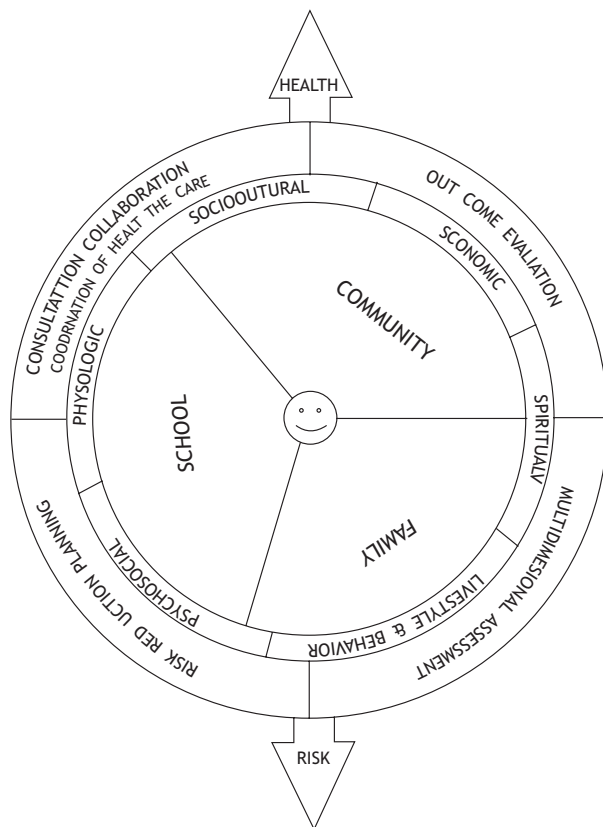 HEALTH
CONSULTATTION COLLABORATION
COODRNATION OF HEALT THE CARE
OUT COME EVALIATION
SOCIOOUTURAL
SCONOMIC
PHYSOLOGIC
COMMUNITY
SCHOOL
SPIRITUALV
FAMILY
PSYCHOSOCIAL
LIVESTYLE & BEHAVIOR
RISK RED UCTION PLANNING
MULTIDIMESIONAL ASSESSMENT
RISK